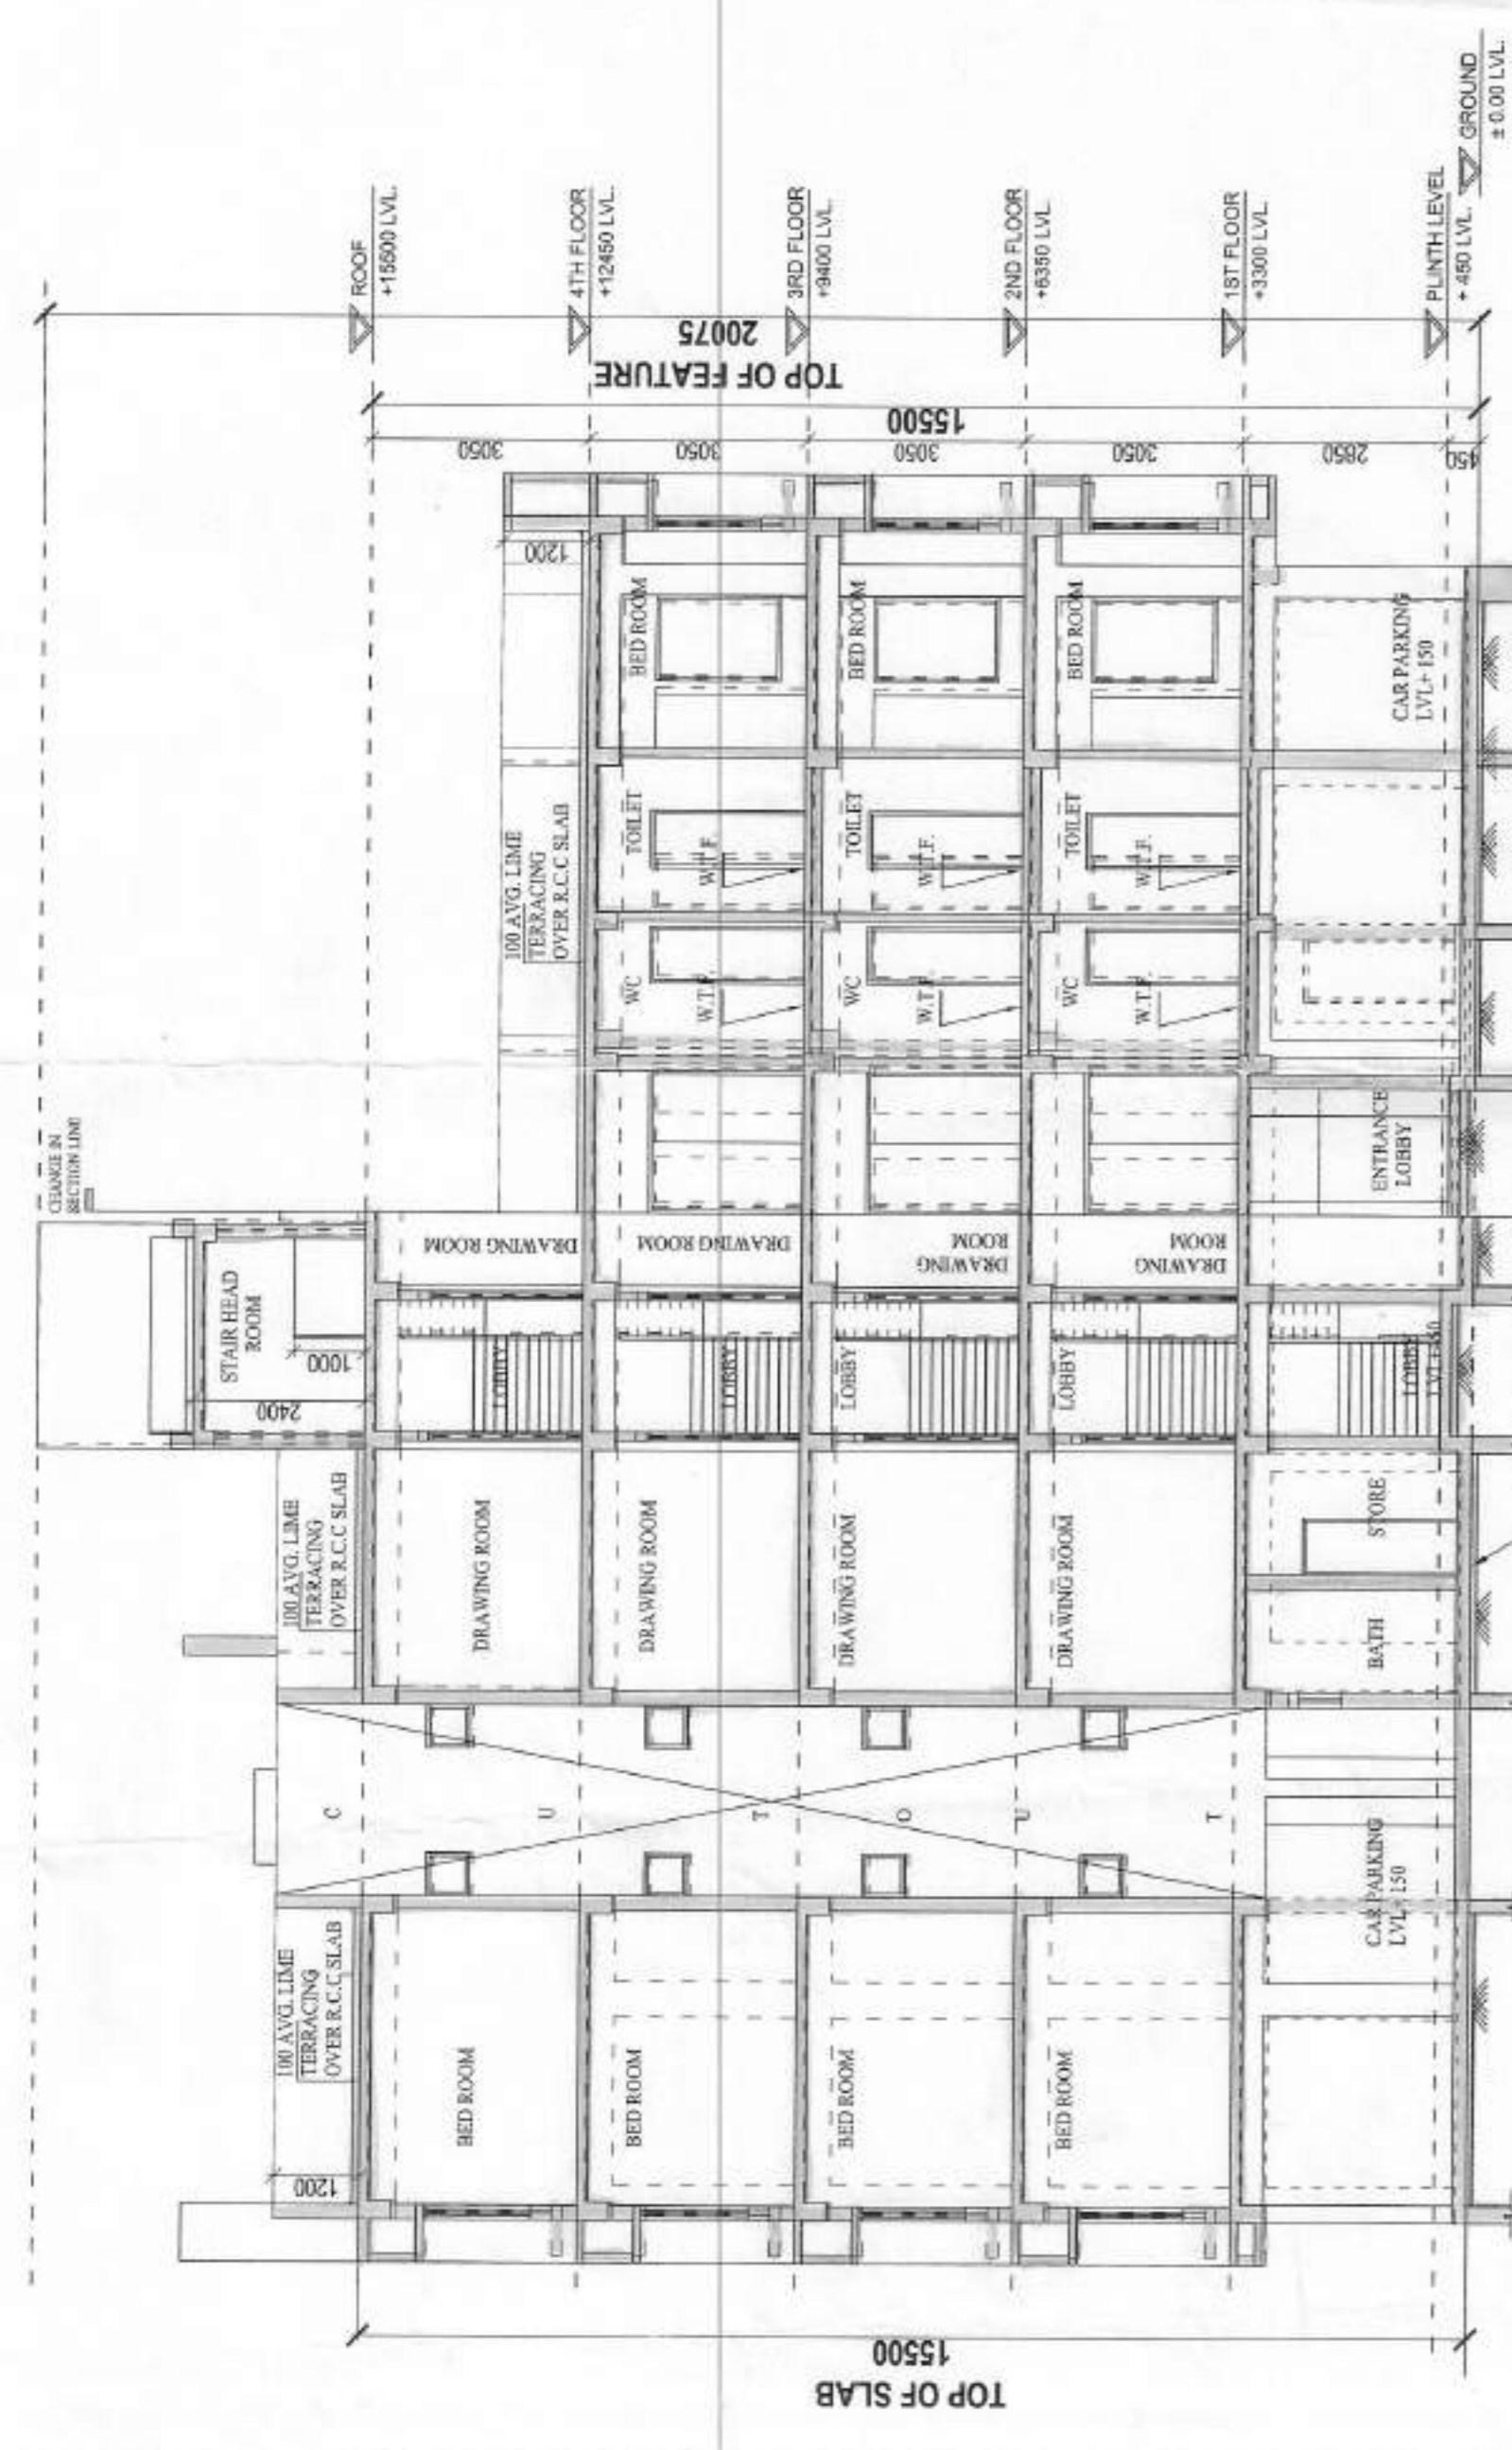 CHANGE IN
SECTION LINE
ROOF
+15500 LVL.
4TH FLOOR
+12450 LVL.
3RD FLOOR
+9400 LVL.
2ND FLOOR
+6350 LVL.
1ST FLOOR
+3300 LVL.
PLINTH LEVEL
+ 450 LVL.
GROUND
± 0.00 LVL.
TOP OF FEATURE
20075
15500
3050
3050
3050
3050
2850
450
1200
100 AVG. LIME
TERRACING
OVER R.C.C SLAB
BED ROOM
BED ROOM
BED ROOM
CAR PARKING
LVL+ 150
TOILET
W.T.F.
TOILET
W.T.F.
TOILET
W.T.F.
WC
W.T.F.
WC
W.T.F.
WC
W.T.F.
ENTRANCE
LOBBY
DRAWING ROOM
DRAWING ROOM
DRAWING
ROOM
DRAWING
ROOM
STAIR HEAD
ROOM
1000
2400
LOBBY
LOBBY
LOBBY
LOBBY
LOBBY
100 AVG. LIME
TERRACING
OVER R.C.C SLAB
DRAWING ROOM
DRAWING ROOM
DRAWING ROOM
DRAWING ROOM
STORE
BATH
C
U
T
O
U
T
CAR PARKING
LVL+ 150
100 AVG. LIME
TERRACING
OVER R.C.C SLAB
1200
BED ROOM
BED ROOM
BED ROOM
BED ROOM
15500
TOP OF SLAB